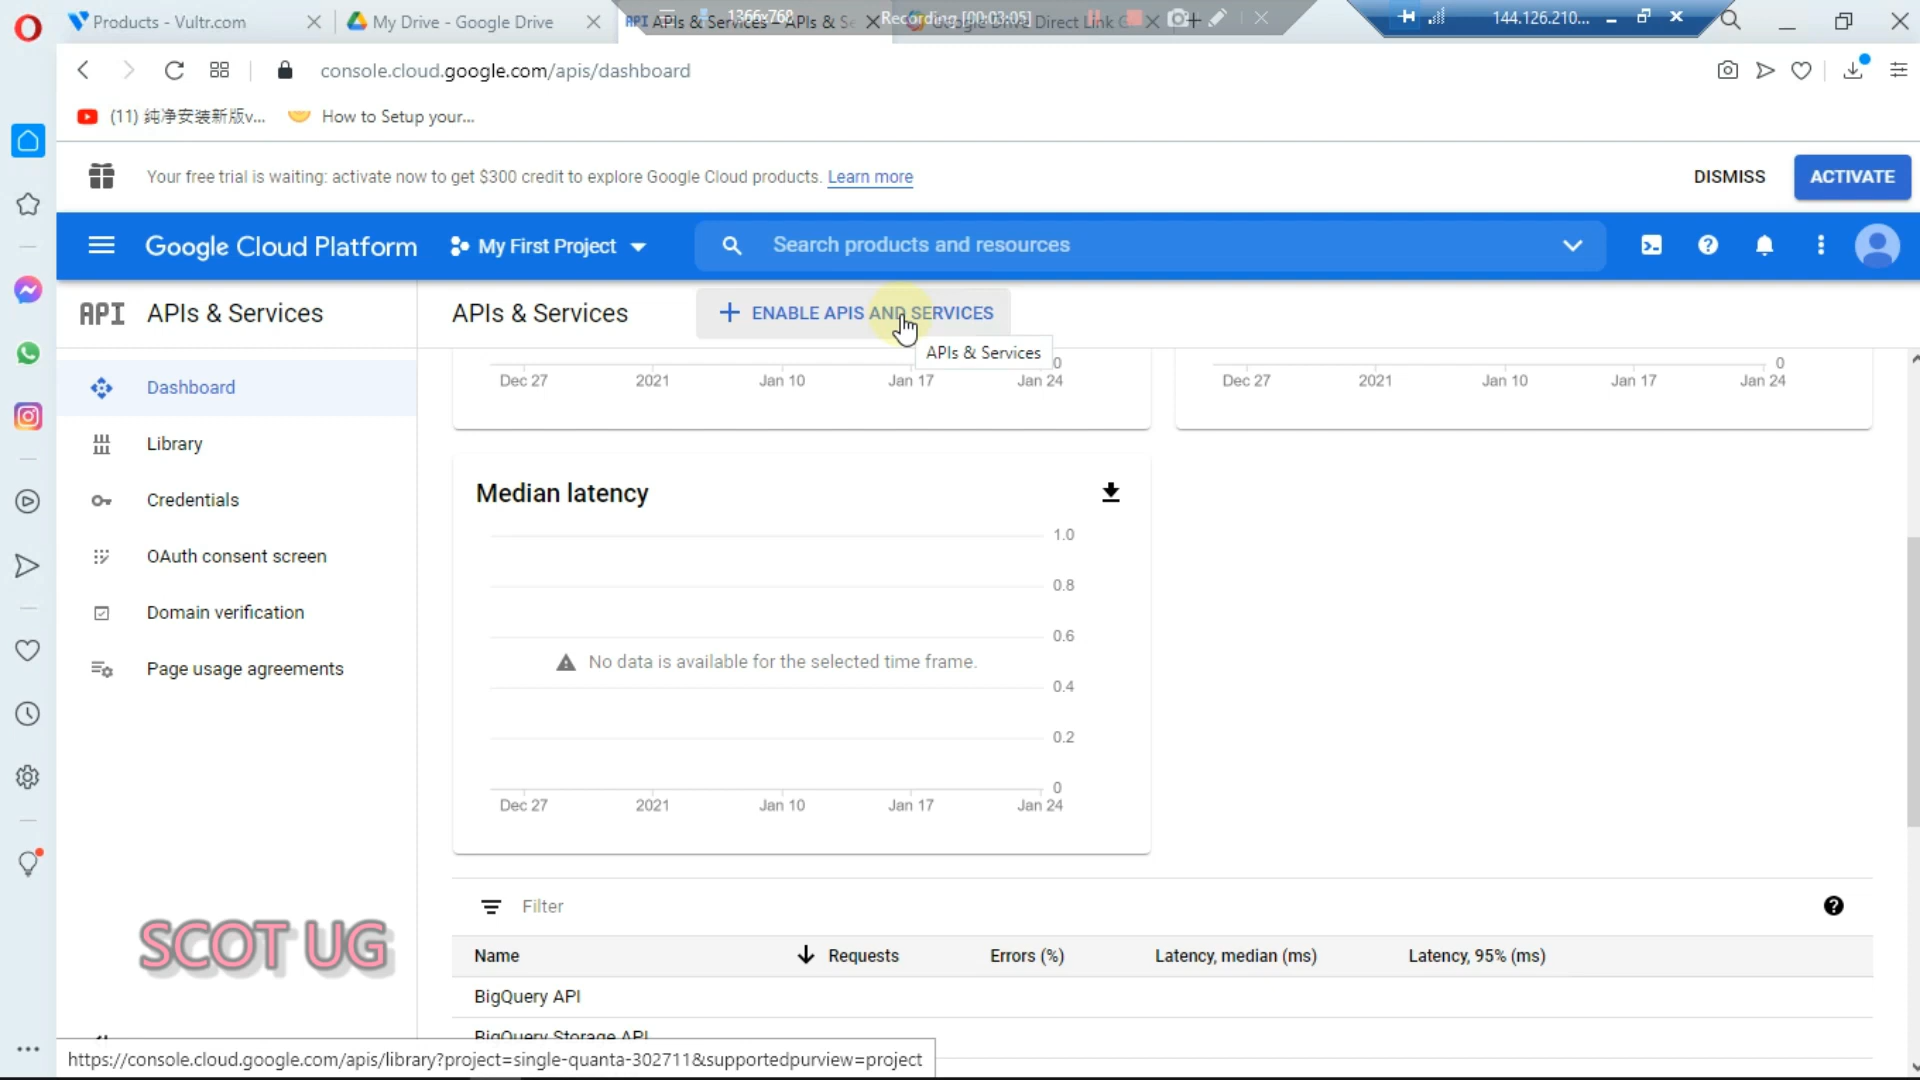 Products - Vultr.com
My Drive - Google Drive
API APIs & Services – APIs & Se
1366x768
Recording [00:03:05]
Google Drive Direct Link G
144.126.210...
console.cloud.google.com/apis/dashboard
(11) 纯净安装新版v...
How to Setup your...
Your free trial is waiting: activate now to get $300 credit to explore Google Cloud products. Learn more
DISMISS
ACTIVATE
Google Cloud Platform
My First Project
Search products and resources
API APIs & Services
APIs & Services
ENABLE APIS AND SERVICES
APIs & Services
Dashboard
Library
Credentials
OAuth consent screen
Domain verification
Page usage agreements
0
Dec 27 2021 Jan 10 Jan 17 Jan 24
0
Dec 27 2021 Jan 10 Jan 17 Jan 24
Median latency
1.0
0.8
0.6
No data is available for the selected time frame.
0.4
0.2
0
Dec 27 2021 Jan 10 Jan 17 Jan 24
Filter
Name Requests Errors (%) Latency, median (ms) Latency, 95% (ms)
BigQuery API
BigQuery Storage API
SCOT UG
https://console.cloud.google.com/apis/library?project=single-quanta-302711&supportedpurview=project